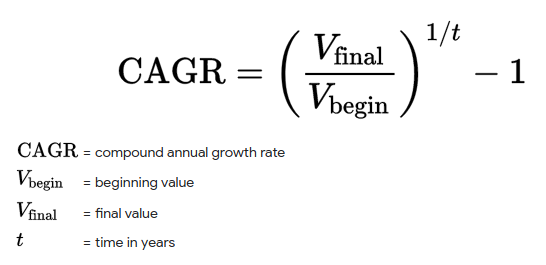 CAGR = (V_final / V_begin)^{1/t} − 1
CAGR = compound annual growth rate
V_begin = beginning value
V_final = final value
t = time in years